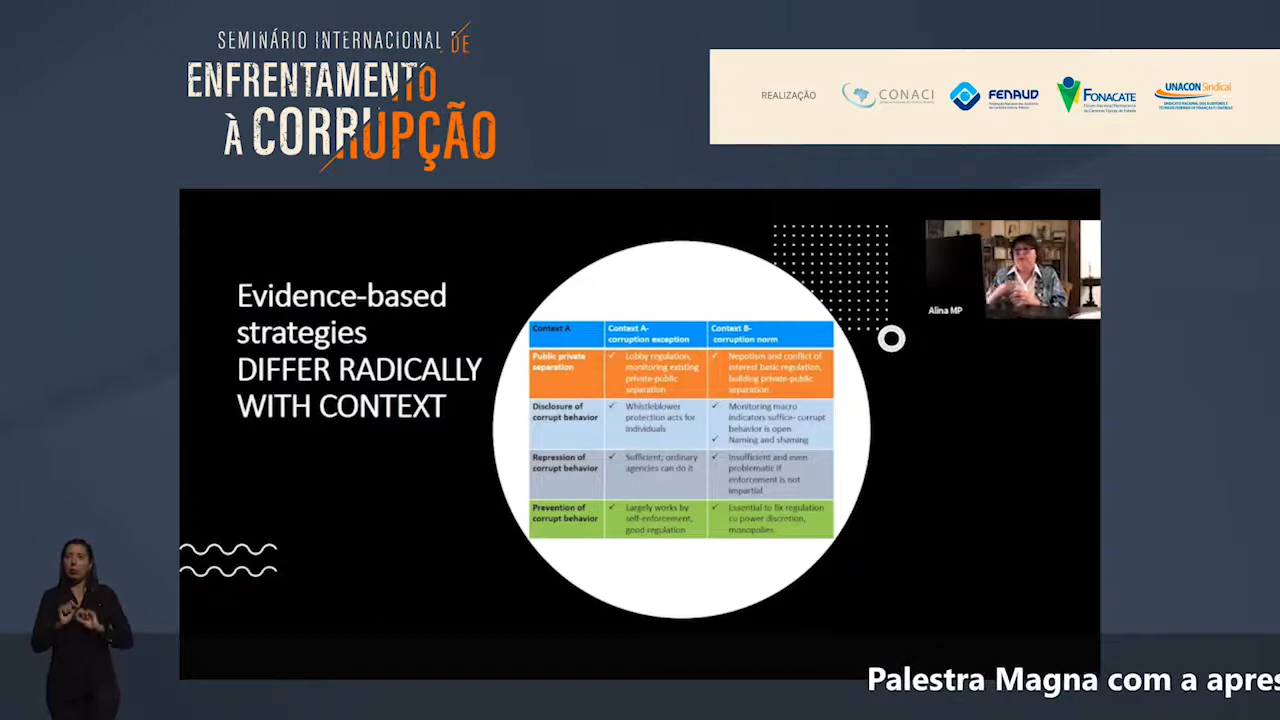 SEMINÁRIO INTERNACIONAL DE
ENFRENTAMENTO
À CORRUPÇÃO
REALIZAÇÃO
CONACI
FENAUD
FONACATE
UNACON Sindical
Evidence-based
strategies
DIFFER RADICALLY
WITH CONTEXT
Context A
Context A-
corruption exception
Context B-
corruption norm
Public private
separation
✓ Lobby regulation,
monitoring existing
private-public
separation
✓ Nepotism and conflict of
interest basic regulation,
building private-public
separation
Disclosure of
corrupt behavior
✓ Whistleblower
protection acts for
individuals
✓ Monitoring macro
indicators suffice- corrupt
behavior is open
✓ Naming and shaming
Repression of
corrupt behavior
✓ Sufficient; ordinary
agencies can do it
✓ Insufficient and even
problematic if
enforcement is not
impartial
Prevention of
corrupt behavior
✓ Largely works by
self-enforcement,
good regulation
✓ Essential to fix regulation
cu power discretion,
monopolies
Alina MP
Palestra Magna com a apres